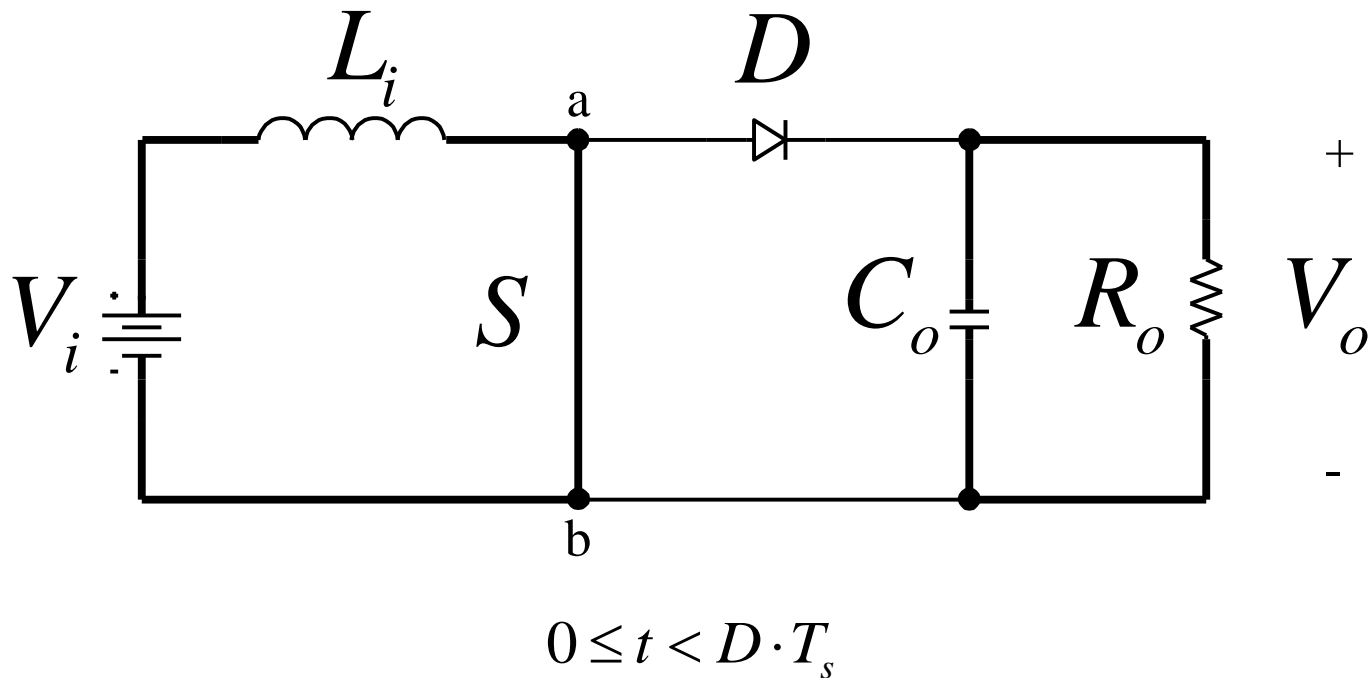 L_i
a
D
+
V_i
+
-
S
C_o
R_o
V_o
-
b
0 ≤ t < D · T_s